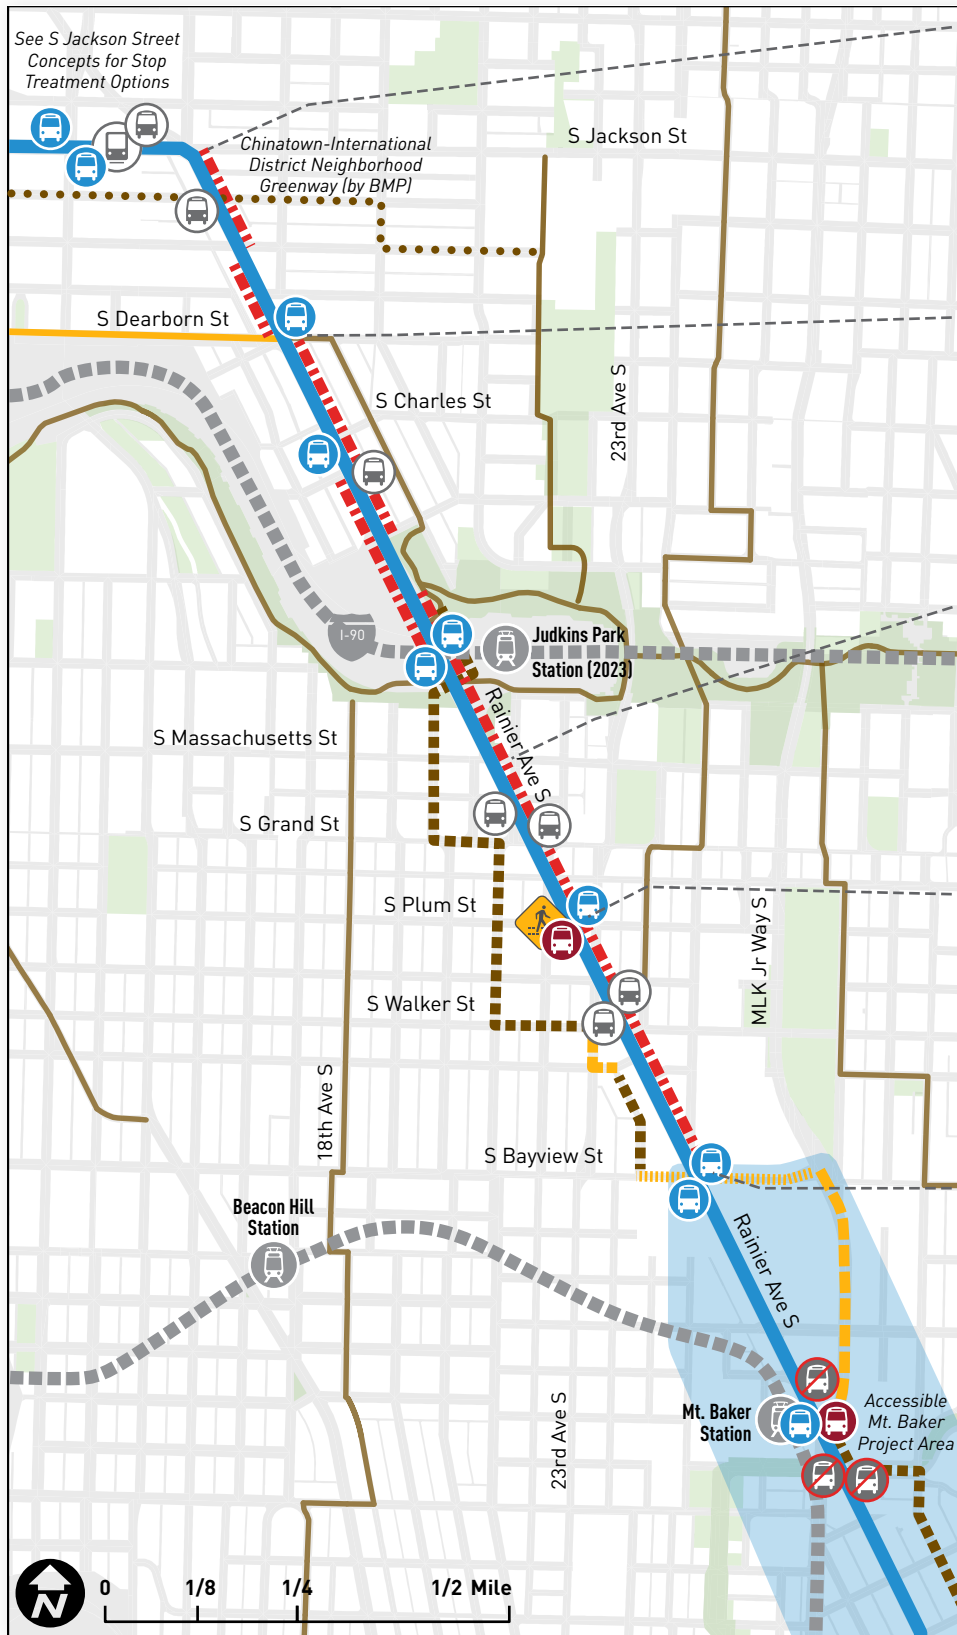 See S Jackson Street
Concepts for Stop
Treatment Options
S Jackson St
Chinatown-International
District Neighborhood
Greenway (by BMP)
S Dearborn St
23rd Ave S
S Charles St
I-90
Judkins Park
Station (2023)
Rainier Ave S
S Massachusetts St
S Grand St
S Plum St
MLK Jr Way S
S Walker St
18th Ave S
S Bayview St
Beacon Hill
Station
Rainier Ave S
23rd Ave S
Mt. Baker
Station
Accessible
Mt. Baker
Project Area
N
0 1/8 1/4 1/2 Mile